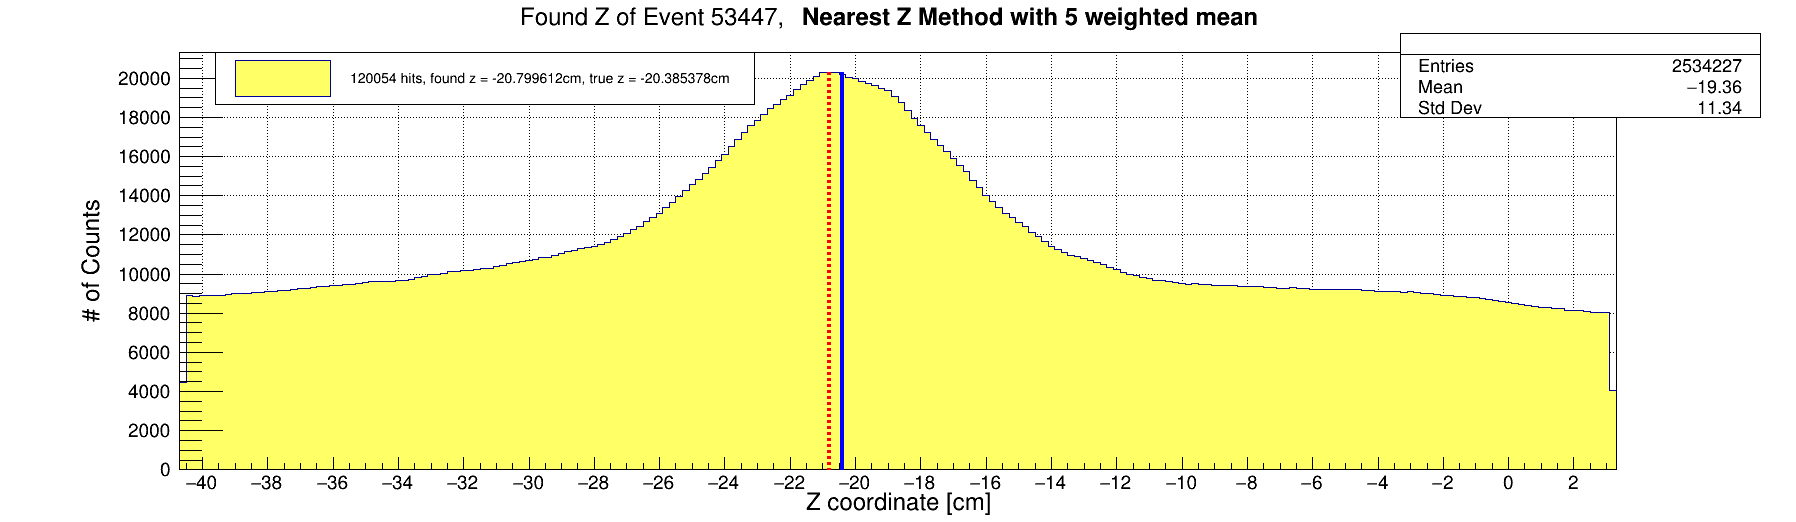 Found Z of Event 53447, Nearest Z Method with 5 weighted mean
120054 hits, found z = -20.799612cm, true z = -20.385378cm
Entries 2534227
Mean −19.36
Std Dev 11.34
# of Counts
20000
18000
16000
14000
12000
10000
8000
6000
4000
2000
0
−40 −38 −36 −34 −32 −30 −28 −26 −24 −22 −20 −18 −16 −14 −12 −10 −8 −6 −4 −2 0 2
Z coordinate [cm]